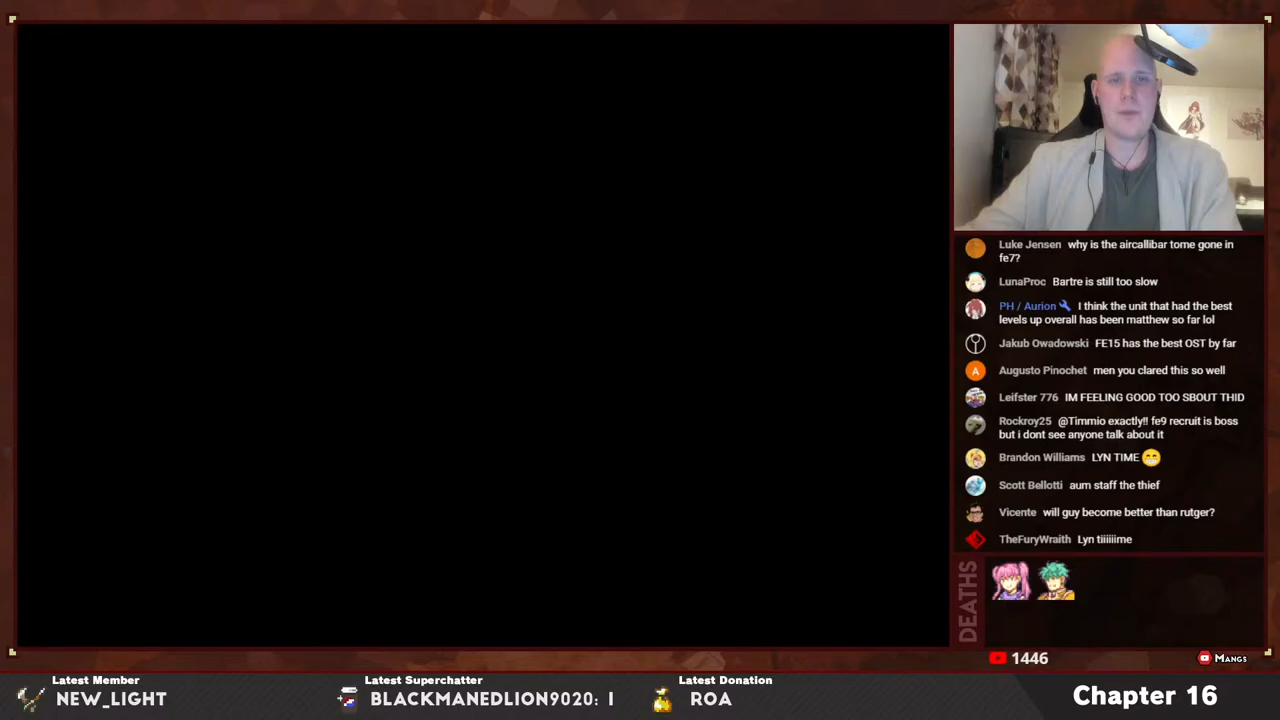 Luke Jensen why is the aircallibar tome gone in
fe7?
LunaProc Bartre is still too slow
PH / Aurion I think the unit that had the best
levels up overall has been matthew so far lol
Jakub Owadowski FE15 has the best OST by far
A
Augusto Pinochet men you clared this so well
Leifster 776 IM FEELING GOOD TOO SBOUT THID
Rockroy25 @Timmio exactly!! fe9 recruit is boss
but i dont see anyone talk about it
Brandon Williams LYN TIME 😁
Scott Bellotti aum staff the thief
Vicente will guy become better than rutger?
TheFuryWraith Lyn tiiiiiime
DEATHS
1446
MANGS
Latest Member
NEW_LIGHT
Latest Superchatter
BLACKMANEDLION9020: 1
Latest Donation
ROA
Chapter 16